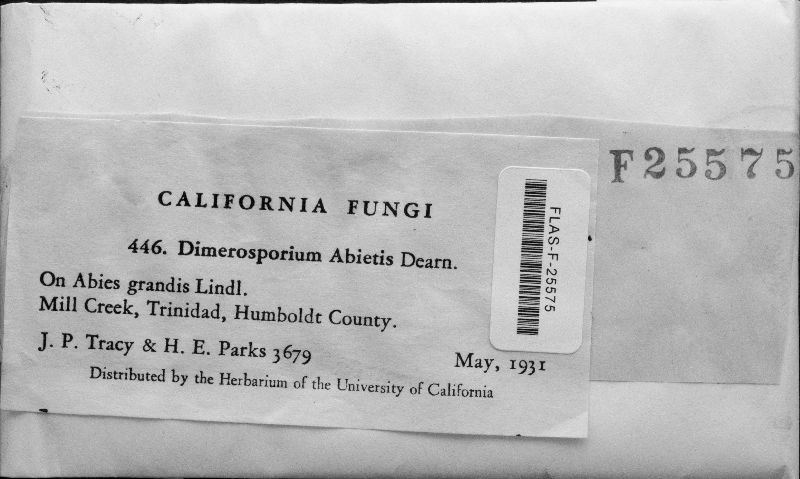 F25575
CALIFORNIA FUNGI
446. Dimerosporium Abietis Dearn.
On Abies grandis Lindl.
Mill Creek, Trinidad, Humboldt County.
J. P. Tracy & H. E. Parks 3679
May, 1931
Distributed by the Herbarium of the University of California
FLAS-F-25575